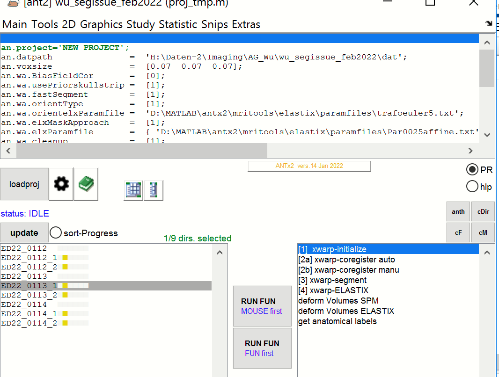 [ant2] wu_segissue_feb2022 (proj_tmp.m)
Main Tools 2D Graphics Study Statistic Snips Extras
an.project='NEW PROJECT';
an.datpath = 'H:\Daten-2\Imaging\AG_Wu\wu_segissue_feb2022\dat';
an.voxsize = [0.07 0.07 0.07];
an.wa.BiasFieldCor = [0];
an.wa.usePriorskullstrip = [1];
an.wa.fastSegment = [1];
an.wa.orientType = [1];
an.wa.orientelxParamfile = 'D:\MATLAB\antx2\mritools\elastix\paramfiles\trafoeuler5.txt';
an.wa.elxMaskApproach = [1];
an.wa.elxParamfile = { 'D:\MATLAB\antx2\mritools\elastix\paramfiles\Par0025affine.txt'
an.wa.cleanup = [1];
ANTx2 vers.14 Jan 2022
loadproj
PR
hlp
status: IDLE
anth cDir
update sort-Progress 1/9 dirs. selected cF cM
ED22_0112
ED22_0112_1
ED22_0112_2
ED22_0113
ED22_0113_1
ED22_0113_2
ED22_0114
ED22_0114_1
ED22_0114_2
RUN FUN
MOUSE first
RUN FUN
FUN first
[1] xwarp-initialize
[2a] xwarp-coregister auto
[2b] xwarp-coregister manu
[3] xwarp-segment
[4] xwarp-ELASTIX
deform Volumes SPM
deform Volumes ELASTIX
get anatomical labels